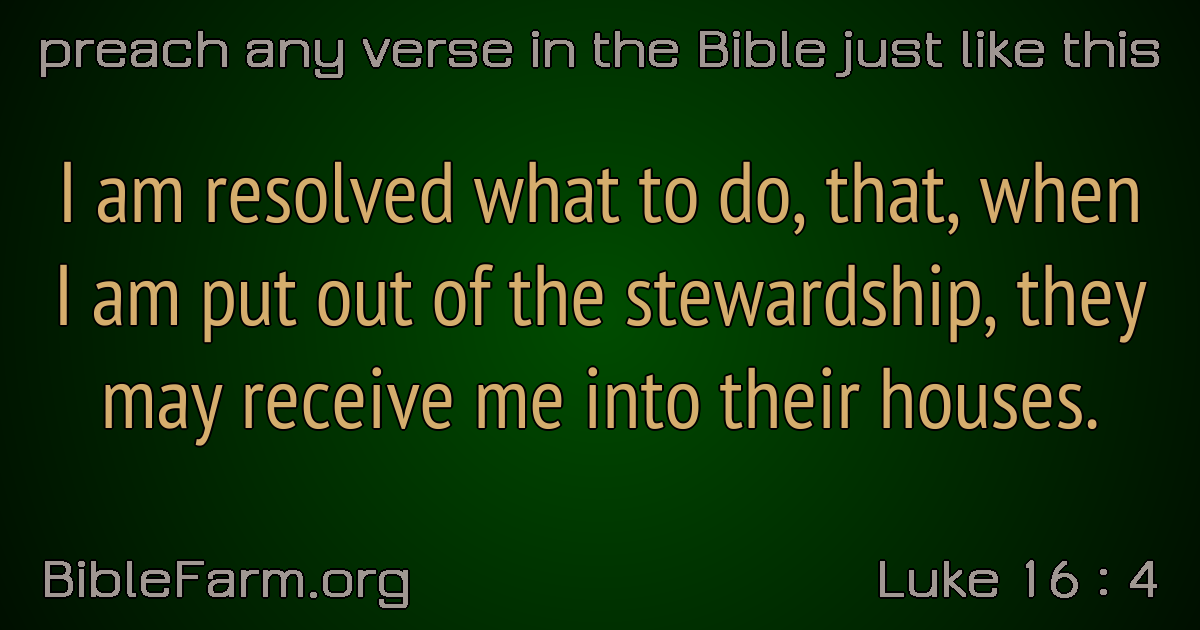 preach any verse in the Bible just like this
I am resolved what to do, that, when
I am put out of the stewardship, they
may receive me into their houses.
BibleFarm.org
Luke 16 : 4